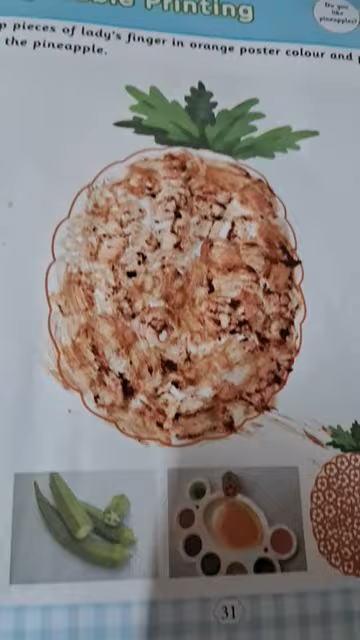 Printing
Do you
like
pineapples?
p pieces of lady's finger in orange poster colour and
the pineapple.
31